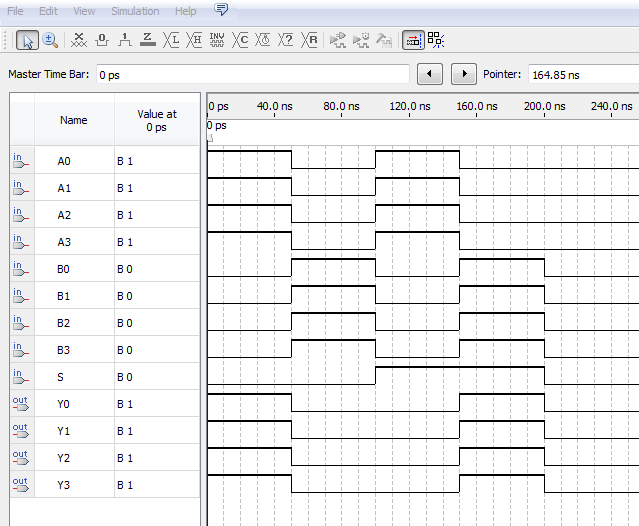 File Edit View Simulation Help
0 1 Z L H INV C ? R
Master Time Bar: 0 ps Pointer: 164.85 ns
Name Value at 0 ps 0 ps 40.0 ns 80.0 ns 120.0 ns 160.0 ns 200.0 ns 240.0 ns
0 ps
in A0 B 1
in A1 B 1
in A2 B 1
in A3 B 1
in B0 B 0
in B1 B 0
in B2 B 0
in B3 B 0
in S B 0
out Y0 B 1
out Y1 B 1
out Y2 B 1
out Y3 B 1